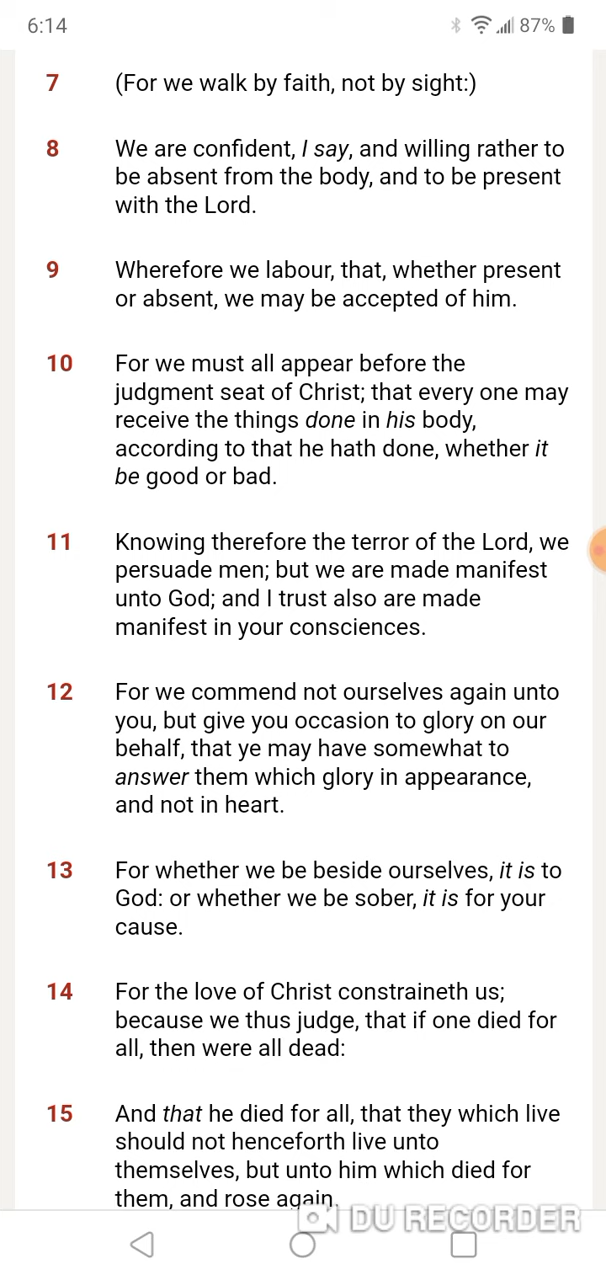 6:14 87%
7 (For we walk by faith, not by sight:)
8 We are confident, I say, and willing rather to
be absent from the body, and to be present
with the Lord.
9 Wherefore we labour, that, whether present
or absent, we may be accepted of him.
10 For we must all appear before the
judgment seat of Christ; that every one may
receive the things done in his body,
according to that he hath done, whether it
be good or bad.
11 Knowing therefore the terror of the Lord, we
persuade men; but we are made manifest
unto God; and I trust also are made
manifest in your consciences.
12 For we commend not ourselves again unto
you, but give you occasion to glory on our
behalf, that ye may have somewhat to
answer them which glory in appearance,
and not in heart.
13 For whether we be beside ourselves, it is to
God: or whether we be sober, it is for your
cause.
14 For the love of Christ constraineth us;
because we thus judge, that if one died for
all, then were all dead:
15 And that he died for all, that they which live
should not henceforth live unto
themselves, but unto him which died for
them, and rose again.
DU RECORDER